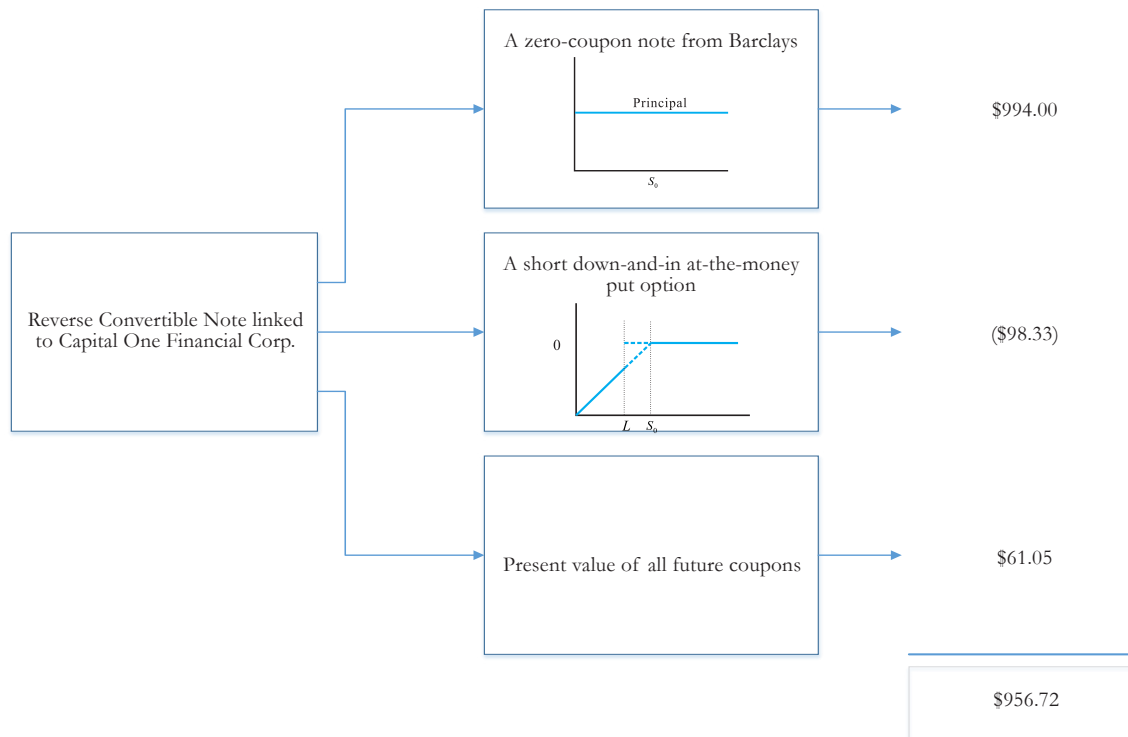 A zero-coupon note from Barclays
Principal
S₀
$994.00
Reverse Convertible Note linked
to Capital One Financial Corp.
A short down-and-in at-the-money
put option
0
L S₀
($98.33)
Present value of all future coupons
$61.05
$956.72